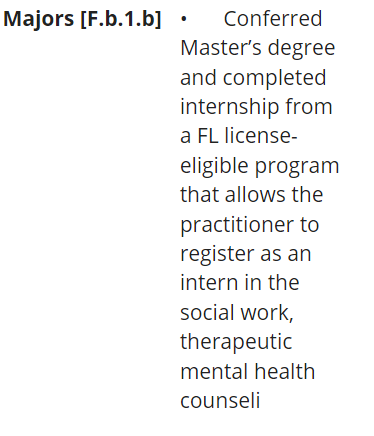 Majors [F.b.1.b] • Conferred
Master’s degree
and completed
internship from
a FL license-
eligible program
that allows the
practitioner to
register as an
intern in the
social work,
therapeutic
mental health
counseli